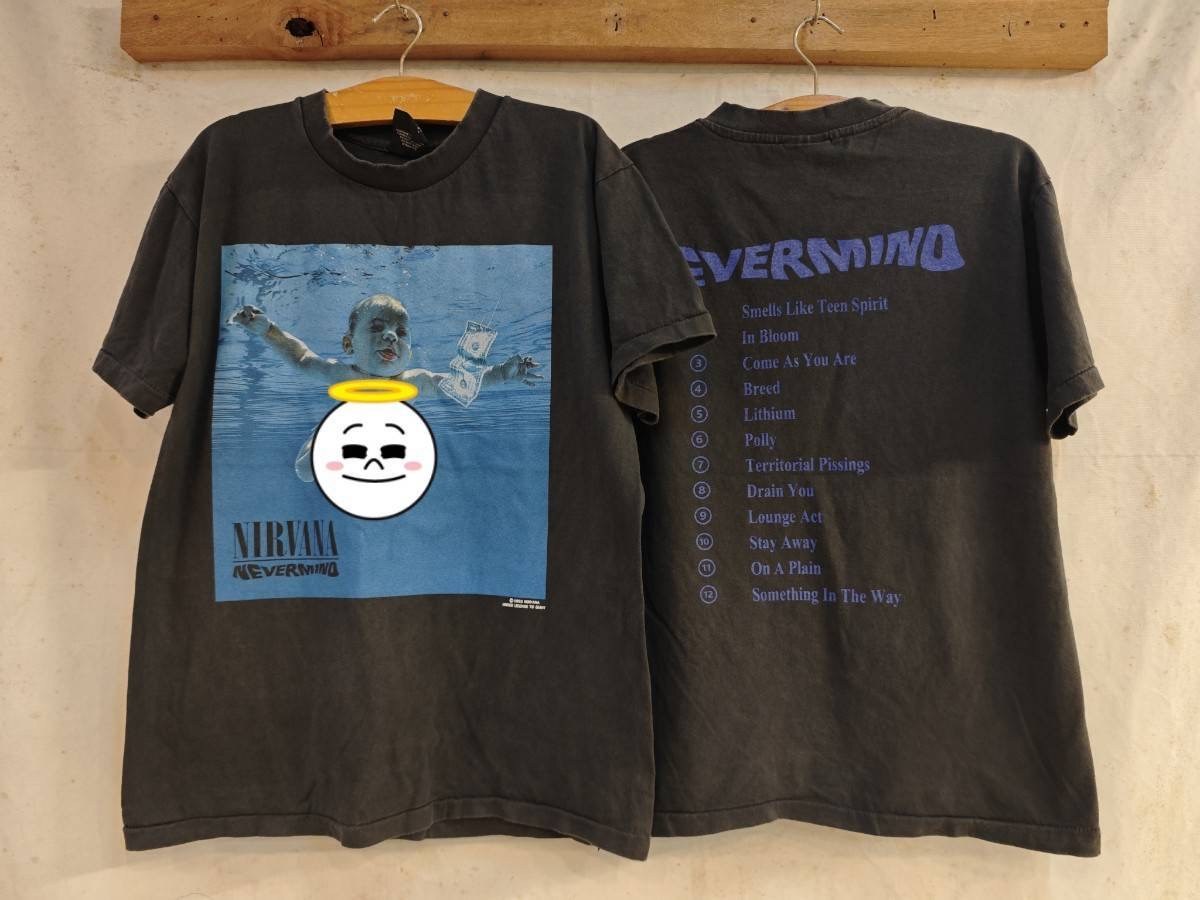 NIRVANA
NEVERMIND
EVERMIND
Smells Like Teen Spirit
In Bloom
3 Come As You Are
4 Breed
5 Lithium
6 Polly
7 Territorial Pissings
8 Drain You
9 Lounge Act
10 Stay Away
11 On A Plain
12 Something In The Way